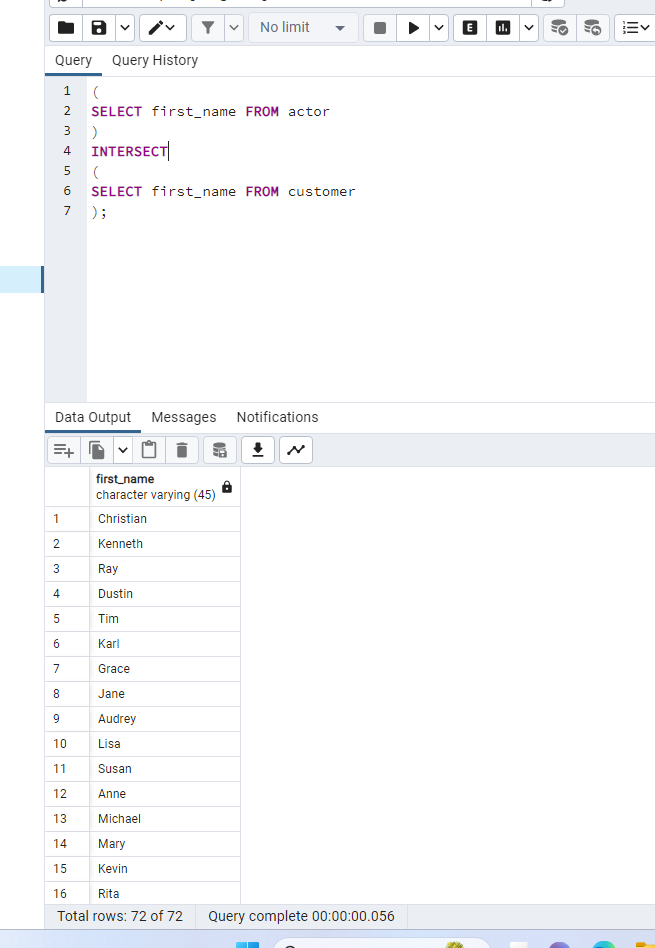 No limit
E
Query Query History
1 (
2 SELECT first_name FROM actor
3 )
4 INTERSECT
5 (
6 SELECT first_name FROM customer
7 );
Data Output Messages Notifications
first_name
character varying (45)
1 Christian
2 Kenneth
3 Ray
4 Dustin
5 Tim
6 Karl
7 Grace
8 Jane
9 Audrey
10 Lisa
11 Susan
12 Anne
13 Michael
14 Mary
15 Kevin
16 Rita
Total rows: 72 of 72 Query complete 00:00:00.056